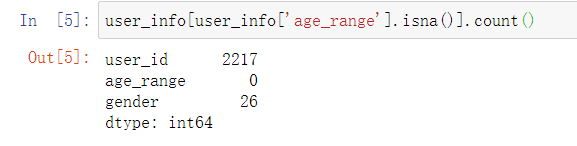 In [5]: user_info[user_info['age_range'].isna()].count()
Out[5]: user_id 2217
age_range 0
gender 26
dtype: int64